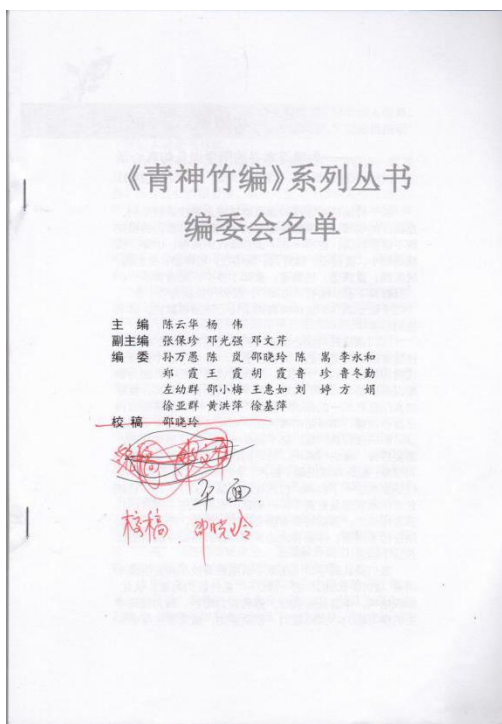 《青神竹编》系列丛书
编委会名单
主 编 陈云华 杨 伟
副主编 张保珍 邓光强 邓文芹
编 委 孙万愚 陈 岚 邵晓玲 陈 嵩 李永和
郑 霞 王 霞 胡 霞 鲁 珍 鲁冬勤
左幼群 邵小梅 王惠如 刘 婷 方 娟
徐亚群 黄洪萍 徐基萍
校 稿 邵晓玲
平面.
校稿 邵晓玲